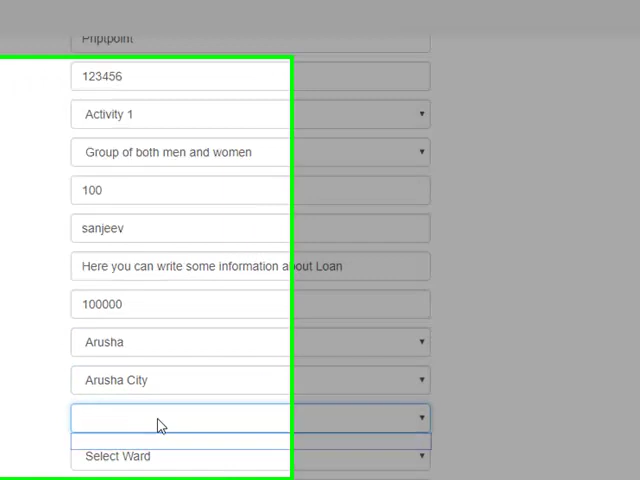 Priptpoint
123456
Activity 1
Group of both men and women
100
sanjeev
Here you can write some information about Loan
100000
Arusha
Arusha City
Select Ward